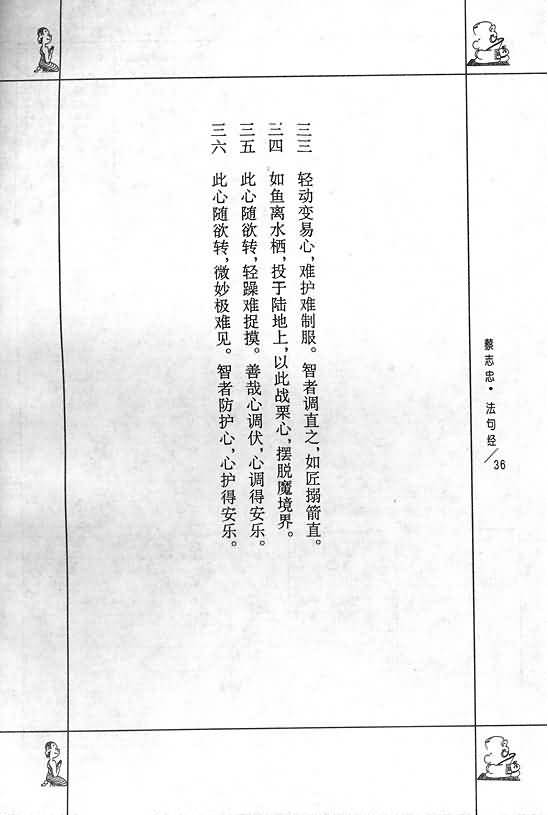 三三 轻动变易心，难护难制服。智者调直之，如匠搦箭直。
三四 如鱼离水栖，投于陆地上，以此战栗心，摆脱魔境界。
三五 此心随欲转，轻躁难捉摸。善哉心调伏，心调得安乐。
三六 此心随欲转，微妙极难见。智者防护心，心护得安乐。
蔡志忠·法句经/36